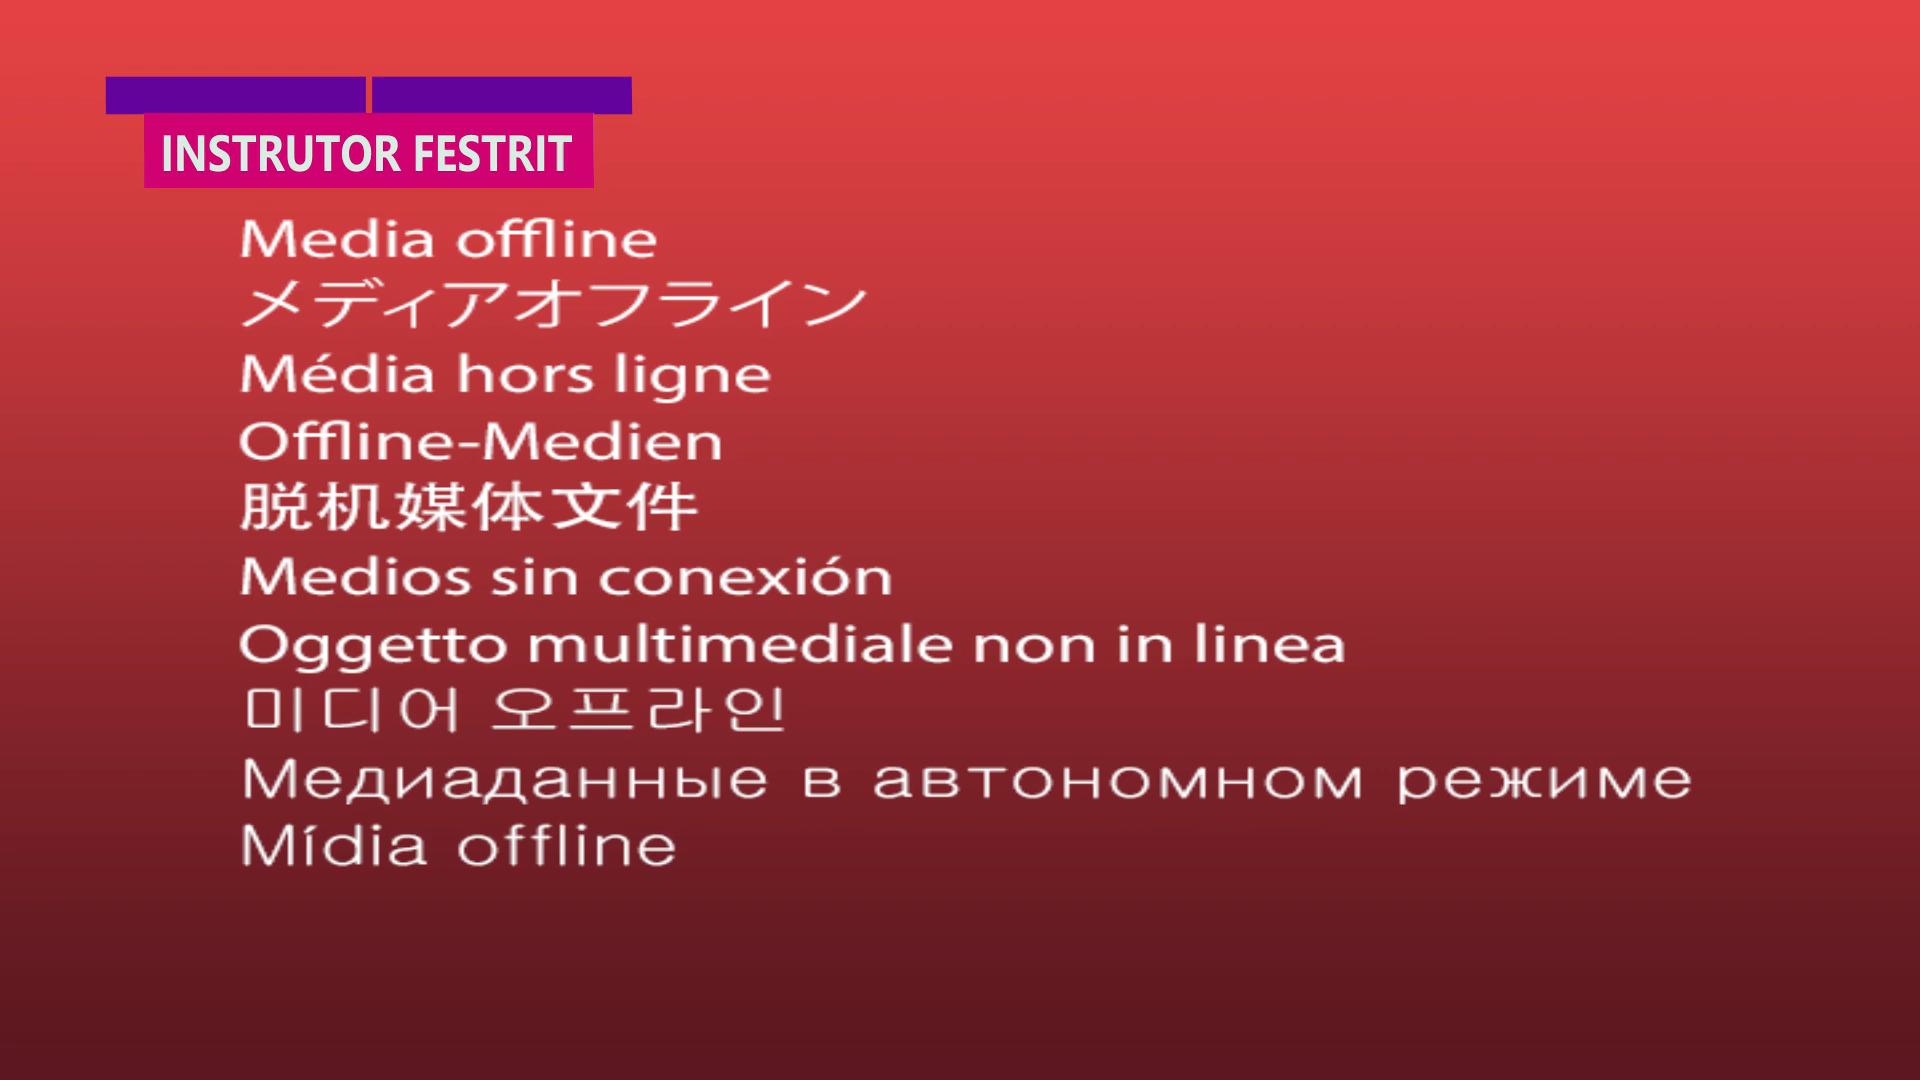 INSTRUTOR FESTRIT
Media offline
メディアオフライン
Média hors ligne
Offline-Medien
脱机媒体文件
Medios sin conexión
Oggetto multimediale non in linea
미디어 오프라인
Медиаданные в автономном режиме
Mídia offline